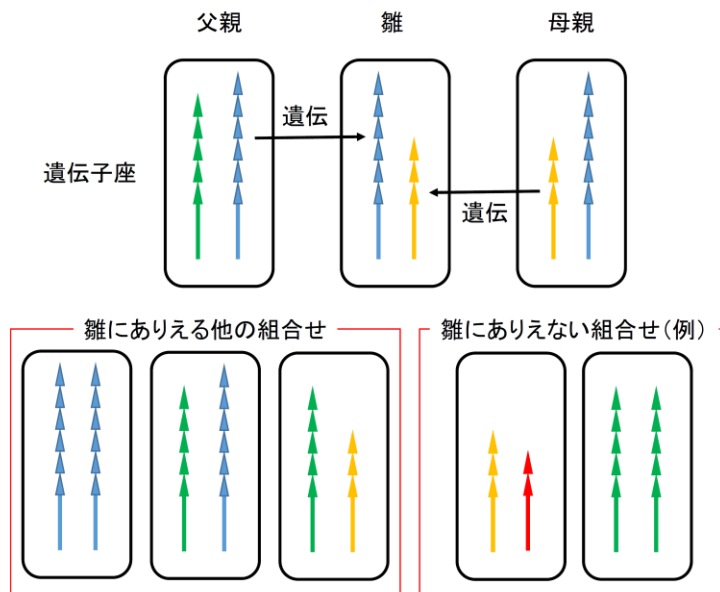 父親
雛
母親
遺伝
遺伝子座
遺伝
雛にありえる他の組合せ
雛にありえない組合せ(例)